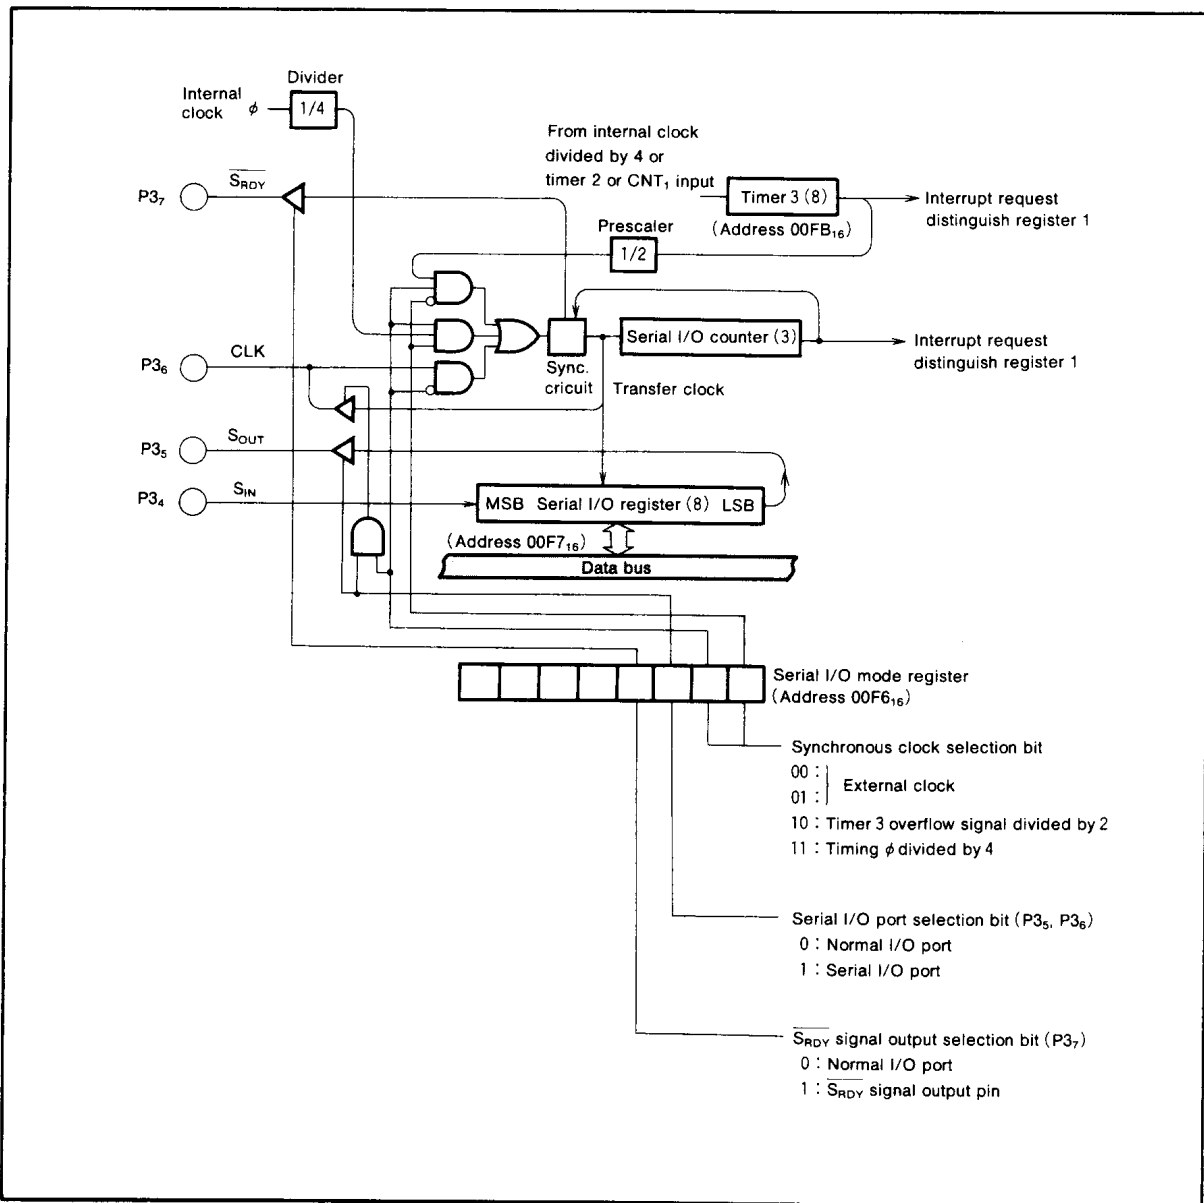 Divider
Internal
clock φ
1/4
From internal clock
divided by 4 or
timer 2 or CNT₁ input
P3₇
S̅R̅D̅Y̅
Timer 3 (8)
(Address 00FB₁₆)
Interrupt request
distinguish register 1
Prescaler
1/2
P3₆
CLK
Sync.
cricuit
Serial I/O counter (3)
Interrupt request
distinguish register 1
Transfer clock
P3₅
SOUT
P3₄
SIN
MSB Serial I/O register (8) LSB
(Address 00F7₁₆)
Data bus
Serial I/O mode register
(Address 00F6₁₆)
Synchronous clock selection bit
00 :
01 :
External clock
10 : Timer 3 overflow signal divided by 2
11 : Timing φ divided by 4
Serial I/O port selection bit (P3₅, P3₆)
0 : Normal I/O port
1 : Serial I/O port
S̅R̅D̅Y̅ signal output selection bit (P3₇)
0 : Normal I/O port
1 : S̅R̅D̅Y̅ signal output pin